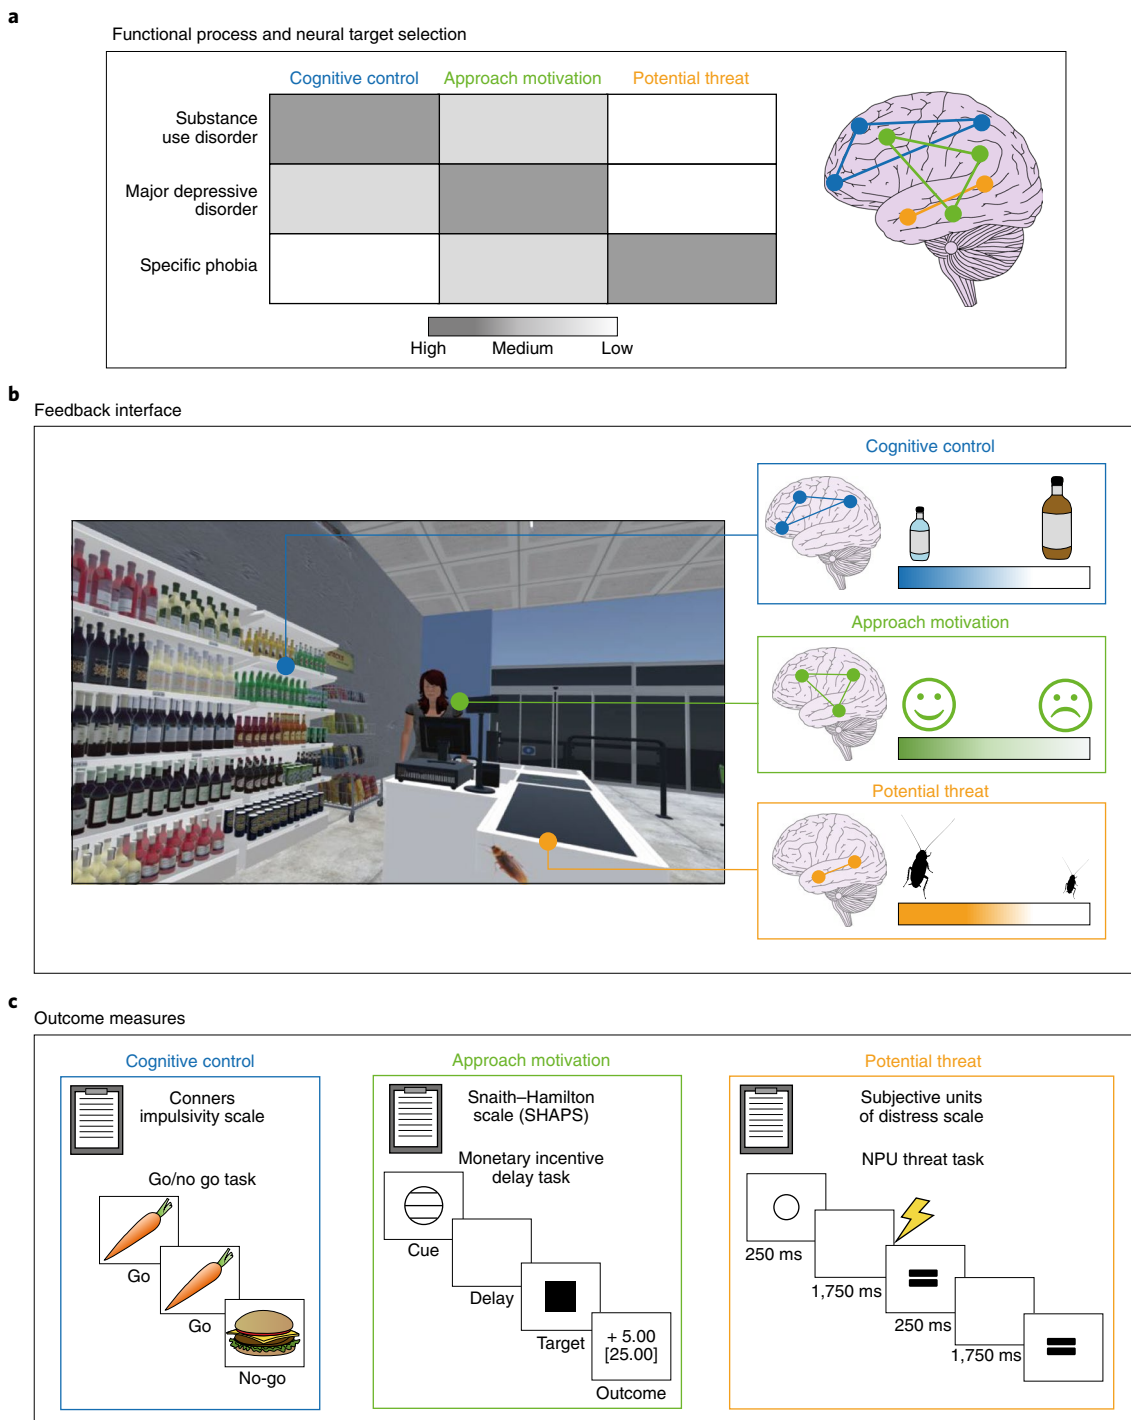 a
Functional process and neural target selection
Cognitive control
Approach motivation
Potential threat
Substance
use disorder
Major depressive
disorder
Specific phobia
High
Medium
Low
b
Feedback interface
Cognitive control
Approach motivation
Potential threat
c
Outcome measures
Cognitive control
Conners
impulsivity scale
Go/no go task
Go
Go
No-go
Approach motivation
Snaith–Hamilton
scale (SHAPS)
Monetary incentive
delay task
Cue
Delay
Target
+ 5.00
[25.00]
Outcome
Potential threat
Subjective units
of distress scale
NPU threat task
250 ms
1,750 ms
250 ms
1,750 ms